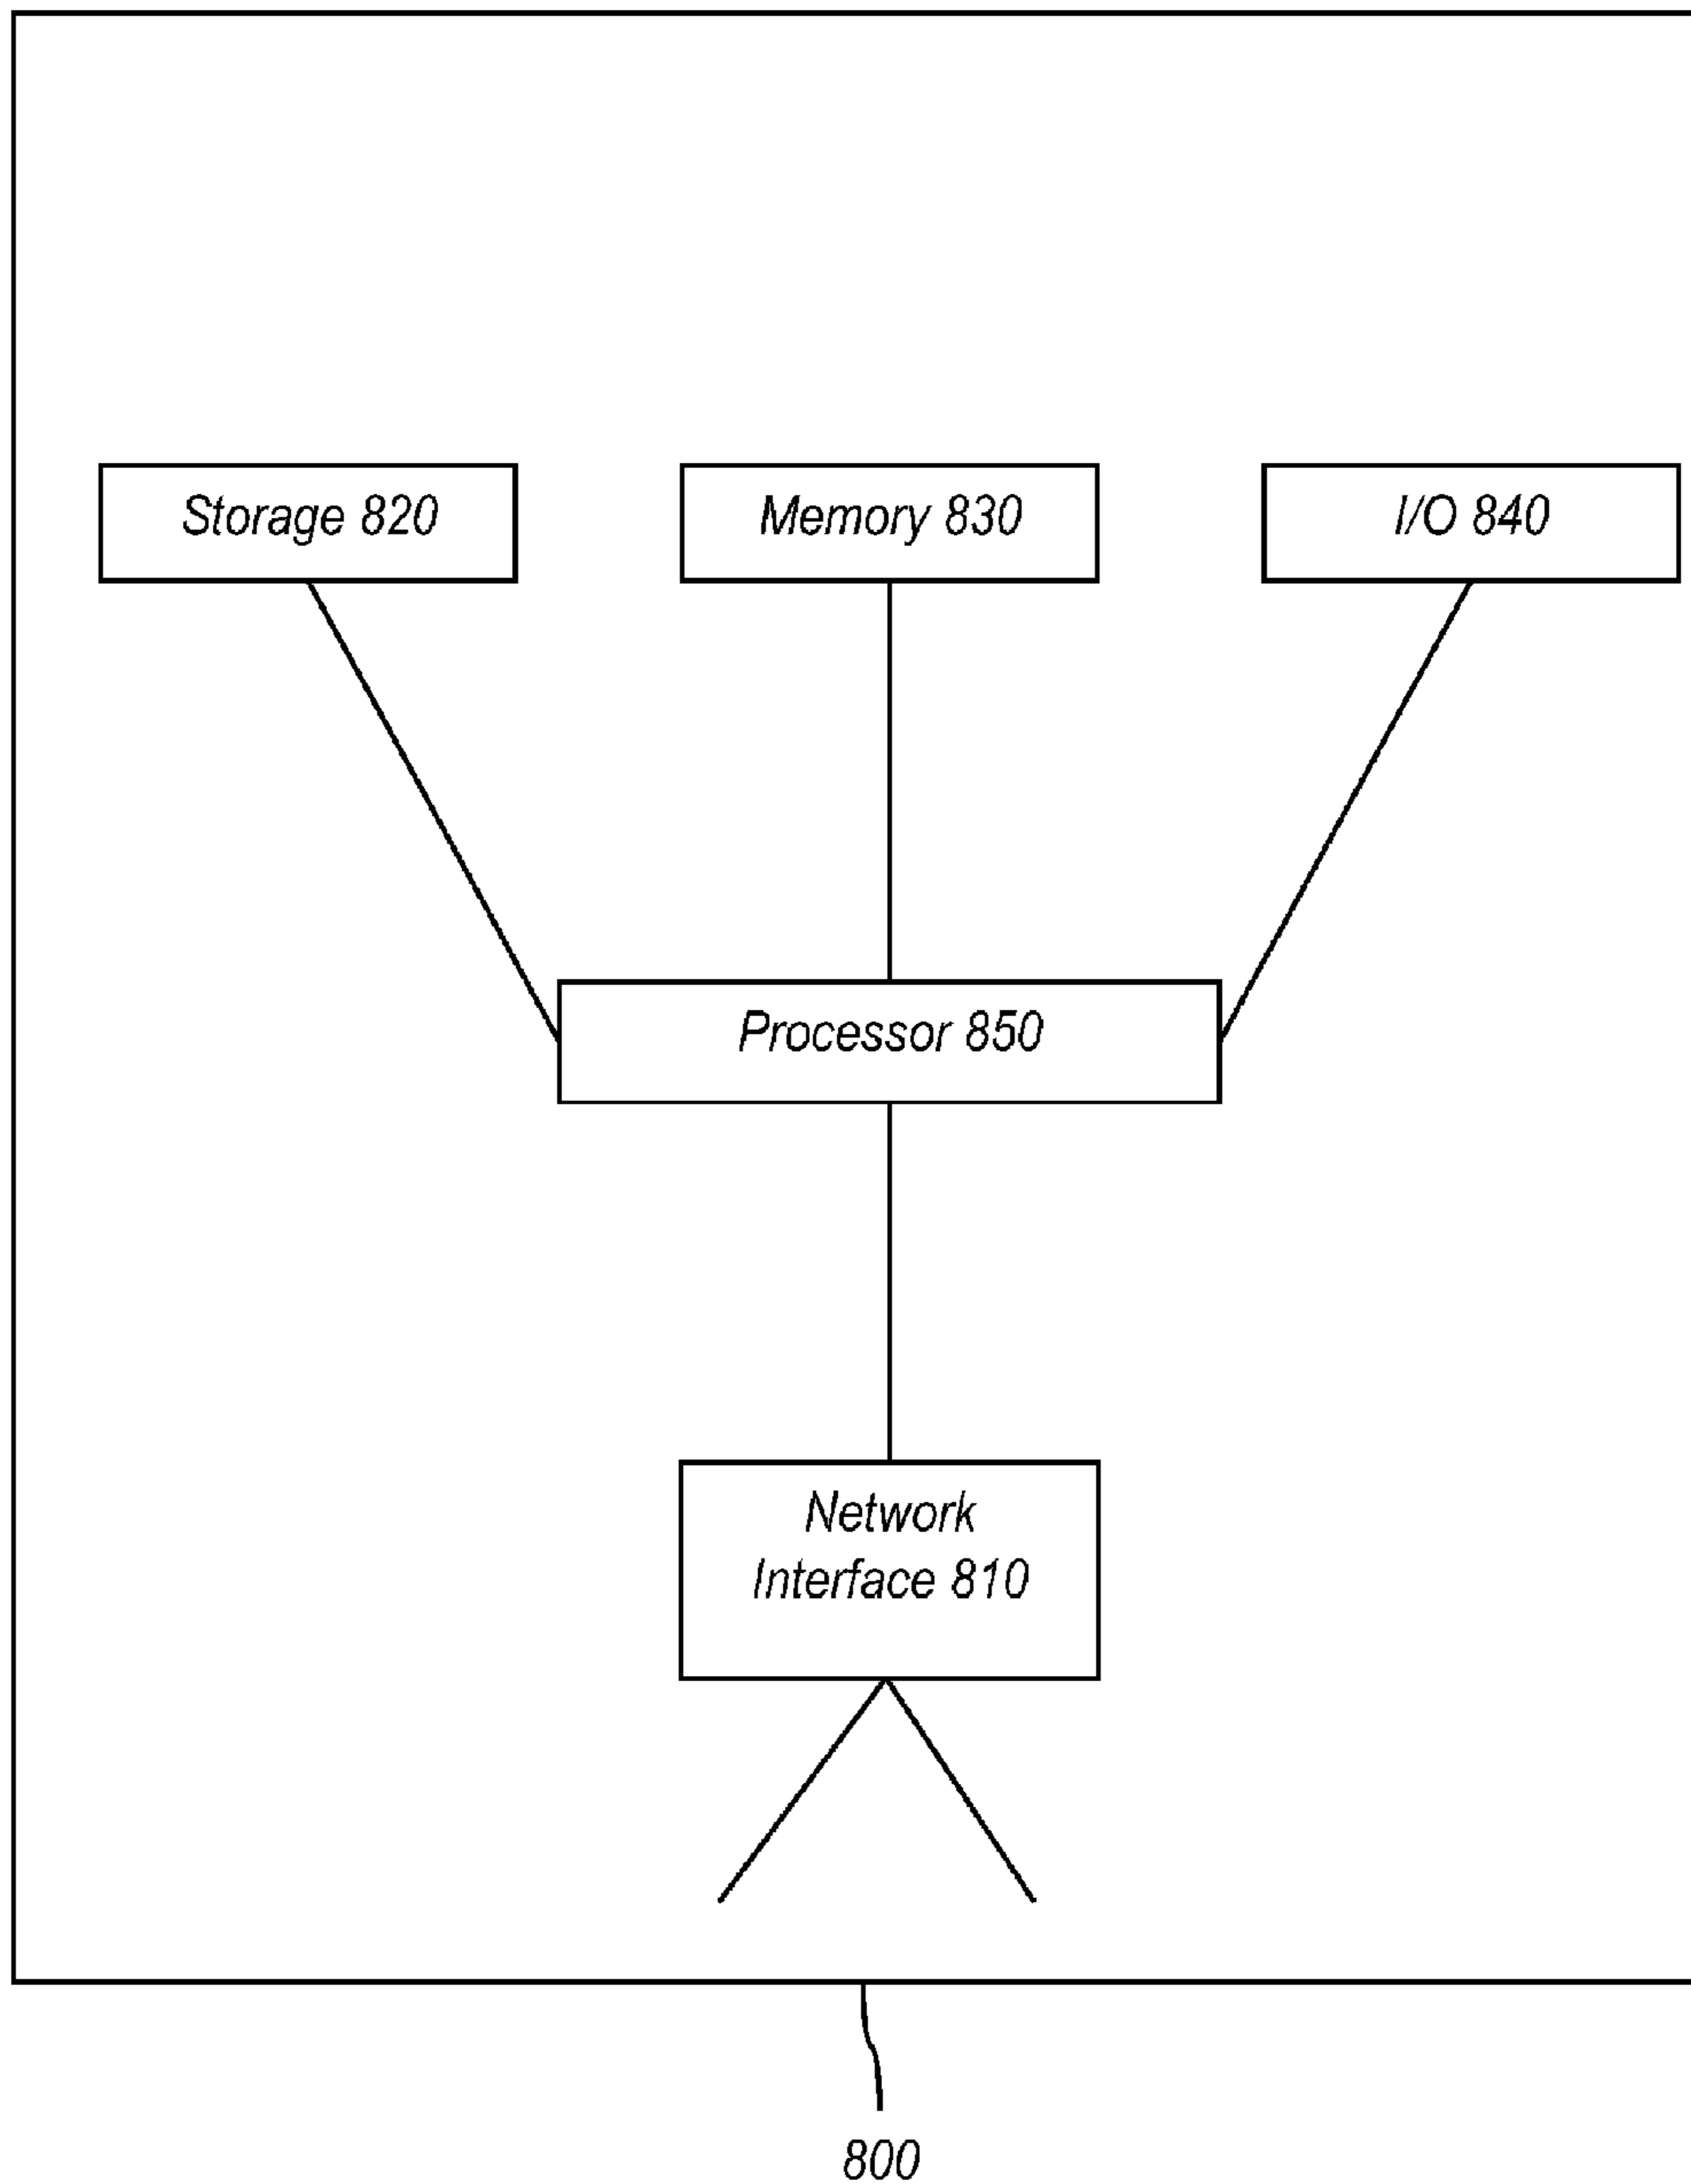 Storage 820
Memory 830
I/O 840
Processor 850
Network
Interface 810
800